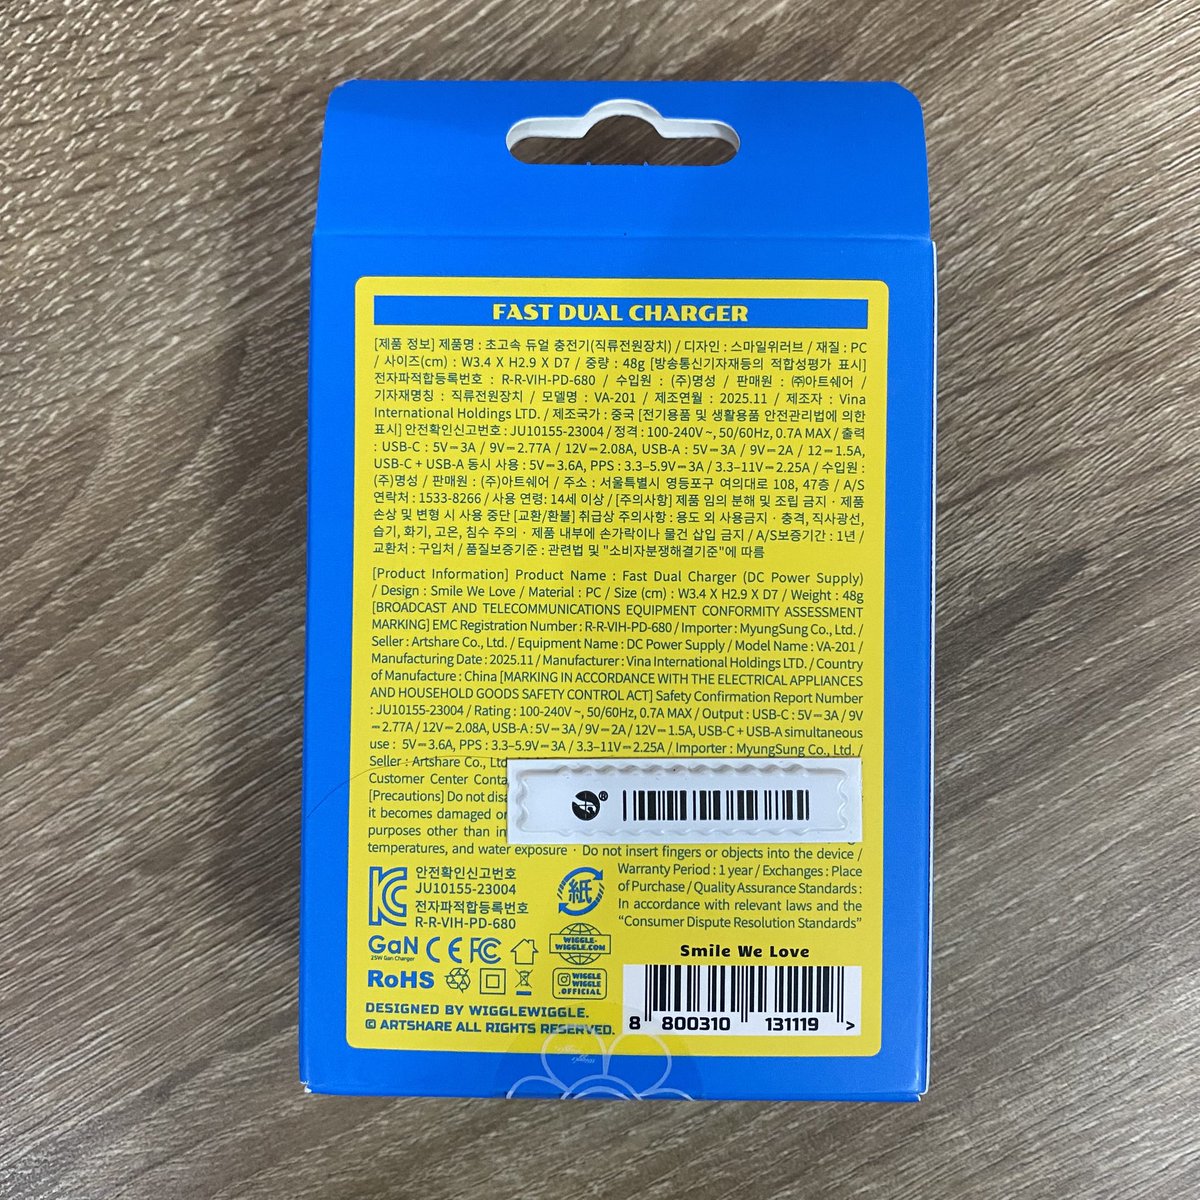 FAST DUAL CHARGER
[제품 정보] 제품명 : 초고속 듀얼 충전기(직류전원장치) / 디자인 : 스마일위러브 / 재질 : PC
/ 사이즈(cm) : W3.4 X H2.9 X D7 / 중량 : 48g [방송통신기자재등의 적합성평가 표시]
전자파적합등록번호 : R-R-VIH-PD-680 / 수입원 : (주)명성 / 판매원 : ㈜아트쉐어 /
기자재명칭 : 직류전원장치 / 모델명 : VA-201 / 제조연월 : 2025.11 / 제조자 : Vina
International Holdings LTD. / 제조국가 : 중국 [전기용품 및 생활용품 안전관리법에 의한
표시] 안전확인신고번호 : JU10155-23004 / 정격 : 100-240V ~, 50/60Hz, 0.7A MAX / 출력
: USB-C : 5V⎓3A / 9V⎓2.77A / 12V⎓2.08A, USB-A : 5V⎓3A / 9V⎓2A / 12⎓1.5A,
USB-C + USB-A 동시 사용 : 5V⎓3.6A, PPS : 3.3–5.9V⎓3A / 3.3–11V⎓2.25A / 수입원 :
(주)명성 / 판매원 : (주)아트쉐어 / 주소 : 서울특별시 영등포구 여의대로 108, 47층 / A/S
연락처 : 1533-8266 / 사용 연령: 14세 이상 / [주의사항] 제품 임의 분해 및 조립 금지 · 제품
손상 및 변형 시 사용 중단 [교환/환불] 취급상 주의사항 : 용도 외 사용금지 · 충격, 직사광선,
습기, 화기, 고온, 침수 주의 · 제품 내부에 손가락이나 물건 삽입 금지 / A/S보증기간 : 1년 /
교환처 : 구입처 / 품질보증기준 : 관련법 및 "소비자분쟁해결기준"에 따름
[Product Information] Product Name : Fast Dual Charger (DC Power Supply)
/ Design : Smile We Love / Material : PC / Size (cm) : W3.4 X H2.9 X D7 / Weight : 48g
[BROADCAST AND TELECOMMUNICATIONS EQUIPMENT CONFORMITY ASSESSMENT
MARKING] EMC Registration Number : R-R-VIH-PD-680 / Importer : MyungSung Co., Ltd. /
Seller : Artshare Co., Ltd. / Equipment Name : DC Power Supply / Model Name : VA-201 /
Manufacturing Date : 2025.11 / Manufacturer : Vina International Holdings LTD. / Country
of Manufacture : China [MARKING IN ACCORDANCE WITH THE ELECTRICAL APPLIANCES
AND HOUSEHOLD GOODS SAFETY CONTROL ACT] Safety Confirmation Report Number
: JU10155-23004 / Rating : 100-240V ~, 50/60Hz, 0.7A MAX / Output : USB-C : 5V⎓3A / 9V
⎓2.77A / 12V⎓2.08A, USB-A : 5V⎓3A / 9V⎓2A / 12V⎓1.5A, USB-C + USB-A simultaneous
use : 5V⎓3.6A, PPS : 3.3–5.9V⎓3A / 3.3–11V⎓2.25A / Importer : MyungSung Co., Ltd. /
Seller : Artshare Co., Ltd
Customer Center
[Precautions] Do not
it becomes damaged or
purposes other than
temperatures, and water exposure · Do not insert fingers or objects into the device /
Warranty Period : 1 year / Exchanges : Place
of Purchase / Quality Assurance Standards :
In accordance with relevant laws and the
“Consumer Dispute Resolution Standards”
안전확인신고번호
JU10155-23004
전자파적합등록번호
R-R-VIH-PD-680
紙
GaN
25W Gan Charger
CE FC
WIGGLE-
WIGGLE.COM
RoHS
WIGGLE
WIGGLE
.OFFICIAL
DESIGNED BY WIGGLEWIGGLE.
© ARTSHARE ALL RIGHTS RESERVED.
Smile We Love
8 800310 131119 >